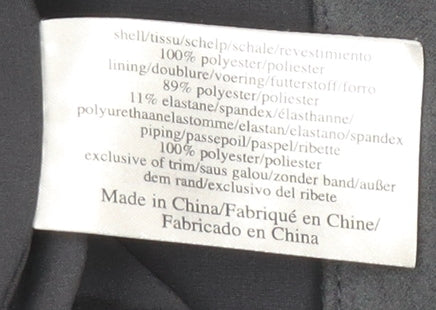 shell/tissu/schelp/schale/revestimiento
100% polyester/poliester
lining/doublure/voering/futterstoff/forro
89% polyester/poliester
11% elastane/spandex/élasthanne/
polyurethaanelastomme/elastan/elastano/spandex
piping/passepoil/paspel/ribette
100% polyester/poliester
exclusive of trim/saus galou/zonder band/außer
dem rand/exclusivo del ribete
Made in China/Fabriqué en Chine/
Fabricado en China